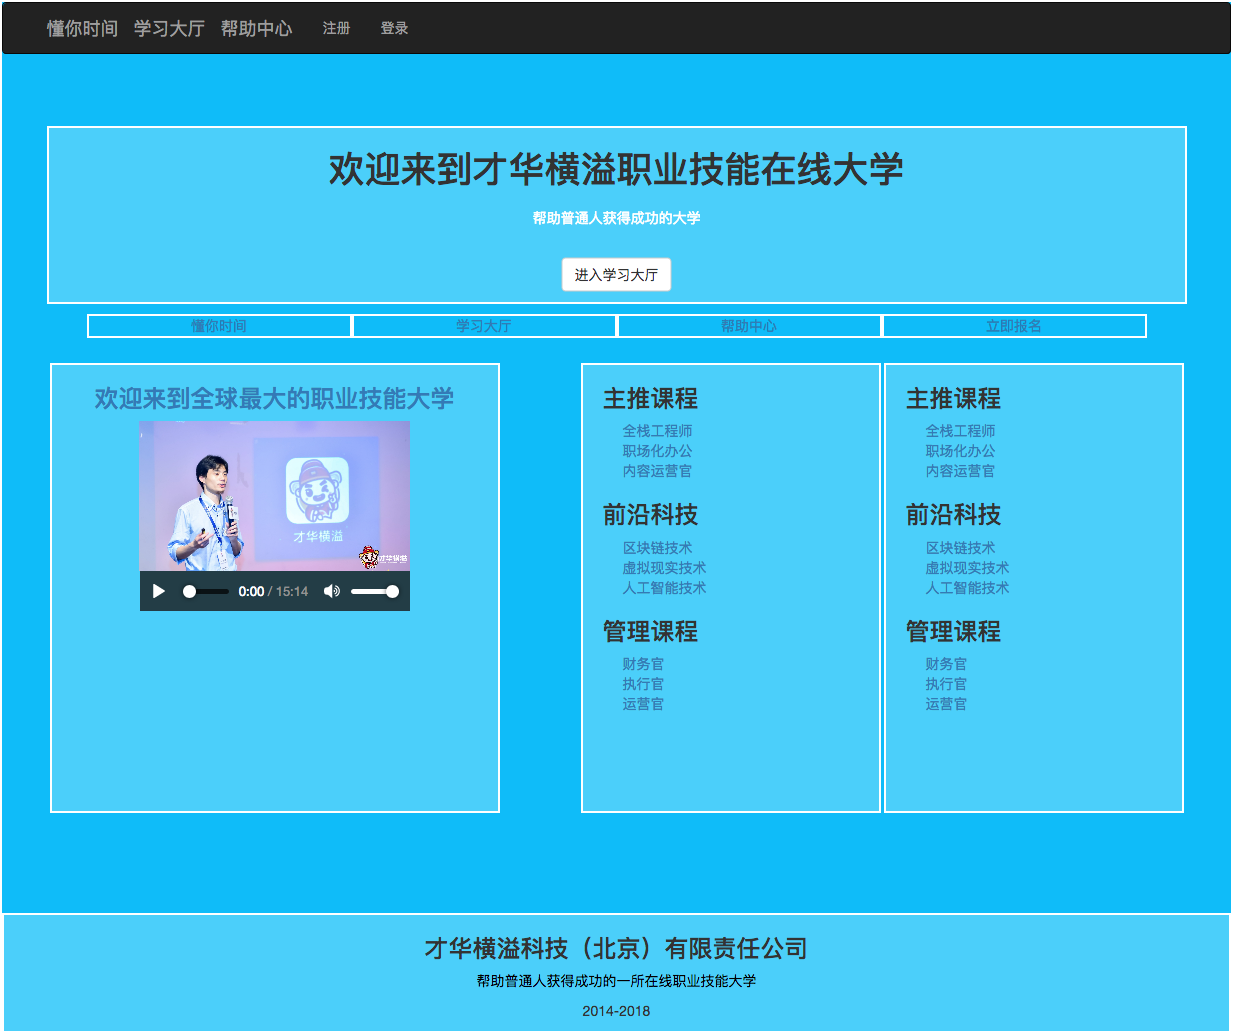 懂你时间 学习大厅 帮助中心 注册 登录
欢迎来到才华横溢职业技能在线大学
帮助普通人获得成功的大学
进入学习大厅
懂你时间 学习大厅 帮助中心 立即报名
欢迎来到全球最大的职业技能大学
才华横溢
才华横溢
0:00 / 15:14
主推课程
全栈工程师
职场化办公
内容运营官
前沿科技
区块链技术
虚拟现实技术
人工智能技术
管理课程
财务官
执行官
运营官
主推课程
全栈工程师
职场化办公
内容运营官
前沿科技
区块链技术
虚拟现实技术
人工智能技术
管理课程
财务官
执行官
运营官
才华横溢科技（北京）有限责任公司
帮助普通人获得成功的一所在线职业技能大学
2014-2018